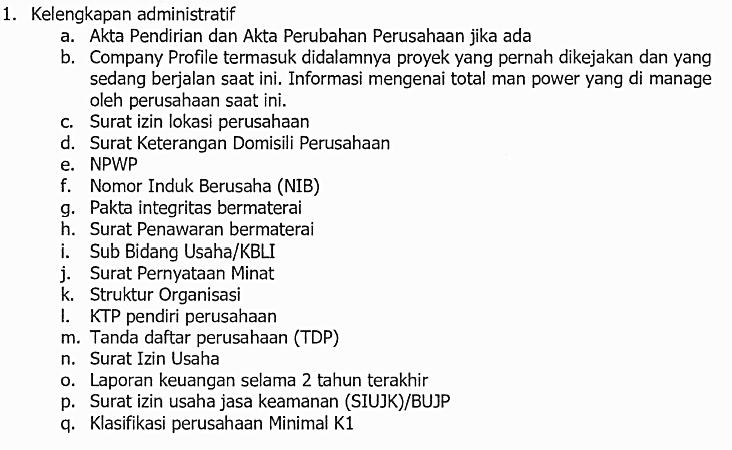 1. Kelengkapan administratif
a. Akta Pendirian dan Akta Perubahan Perusahaan jika ada
b. Company Profile termasuk didalamnya proyek yang pernah dikejakan dan yang
sedang berjalan saat ini. Informasi mengenai total man power yang di manage
oleh perusahaan saat ini.
c. Surat izin lokasi perusahaan
d. Surat Keterangan Domisili Perusahaan
e. NPWP
f. Nomor Induk Berusaha (NIB)
g. Pakta integritas bermaterai
h. Surat Penawaran bermaterai
i. Sub Bidang Usaha/KBLI
j. Surat Pernyataan Minat
k. Struktur Organisasi
l. KTP pendiri perusahaan
m. Tanda daftar perusahaan (TDP)
n. Surat Izin Usaha
o. Laporan keuangan selama 2 tahun terakhir
p. Surat izin usaha jasa keamanan (SIUJK)/BUJP
q. Klasifikasi perusahaan Minimal K1